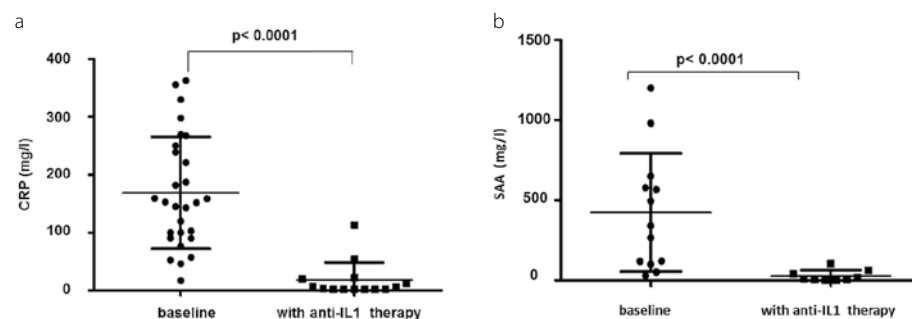 a
p< 0.0001
400
300
200
100
0
CRP (mg/l)
baseline
with anti-IL1 therapy
b
p< 0.0001
1500
1000
500
0
SAA (mg/l)
baseline
with anti-IL1 therapy